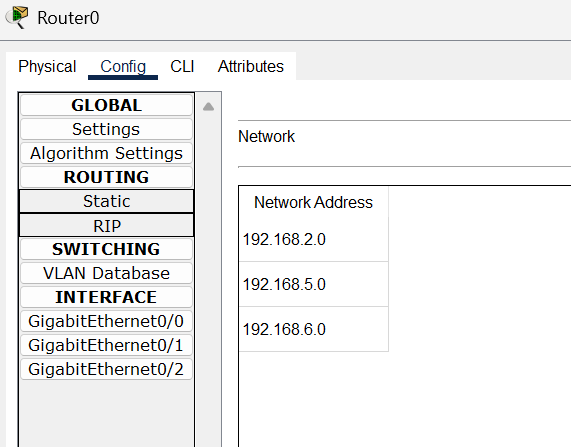 Router0
Physical Config CLI Attributes
GLOBAL
Settings
Algorithm Settings
ROUTING
Static
RIP
SWITCHING
VLAN Database
INTERFACE
GigabitEthernet0/0
GigabitEthernet0/1
GigabitEthernet0/2
Network
Network Address
192.168.2.0
192.168.5.0
192.168.6.0